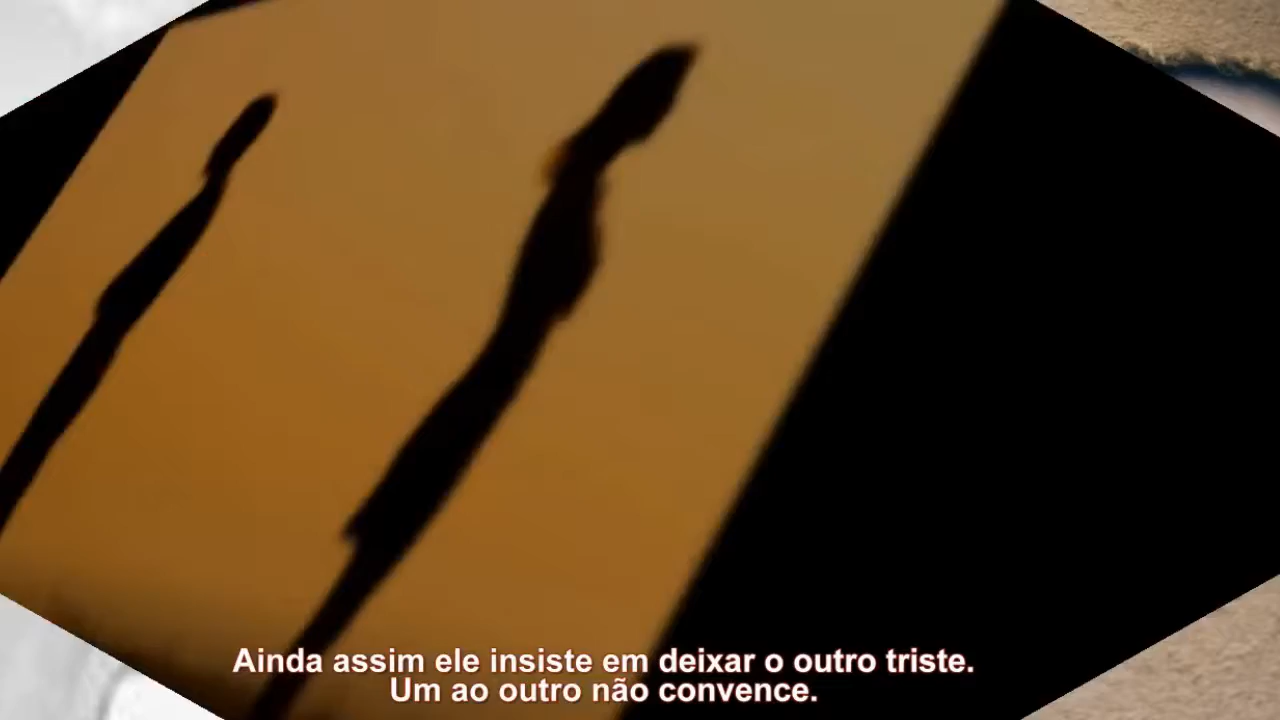 Ainda assim ele insiste em deixar o outro triste.
Um ao outro não convence.